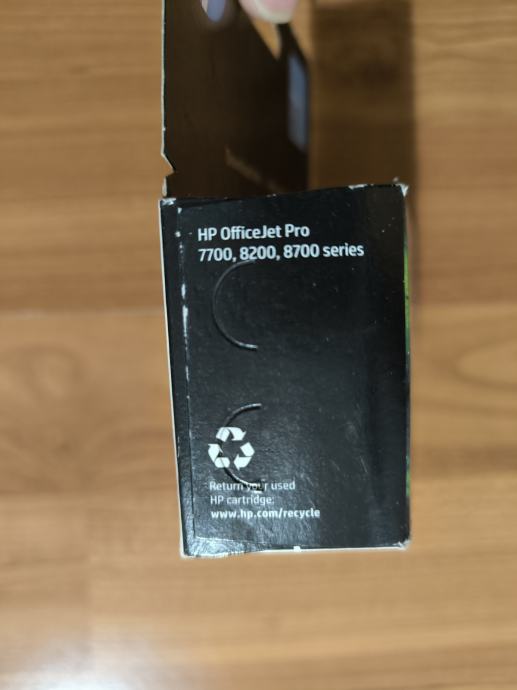 HP OfficeJet Pro
7700, 8200, 8700 series
Return your used
HP cartridge:
www.hp.com/recycle